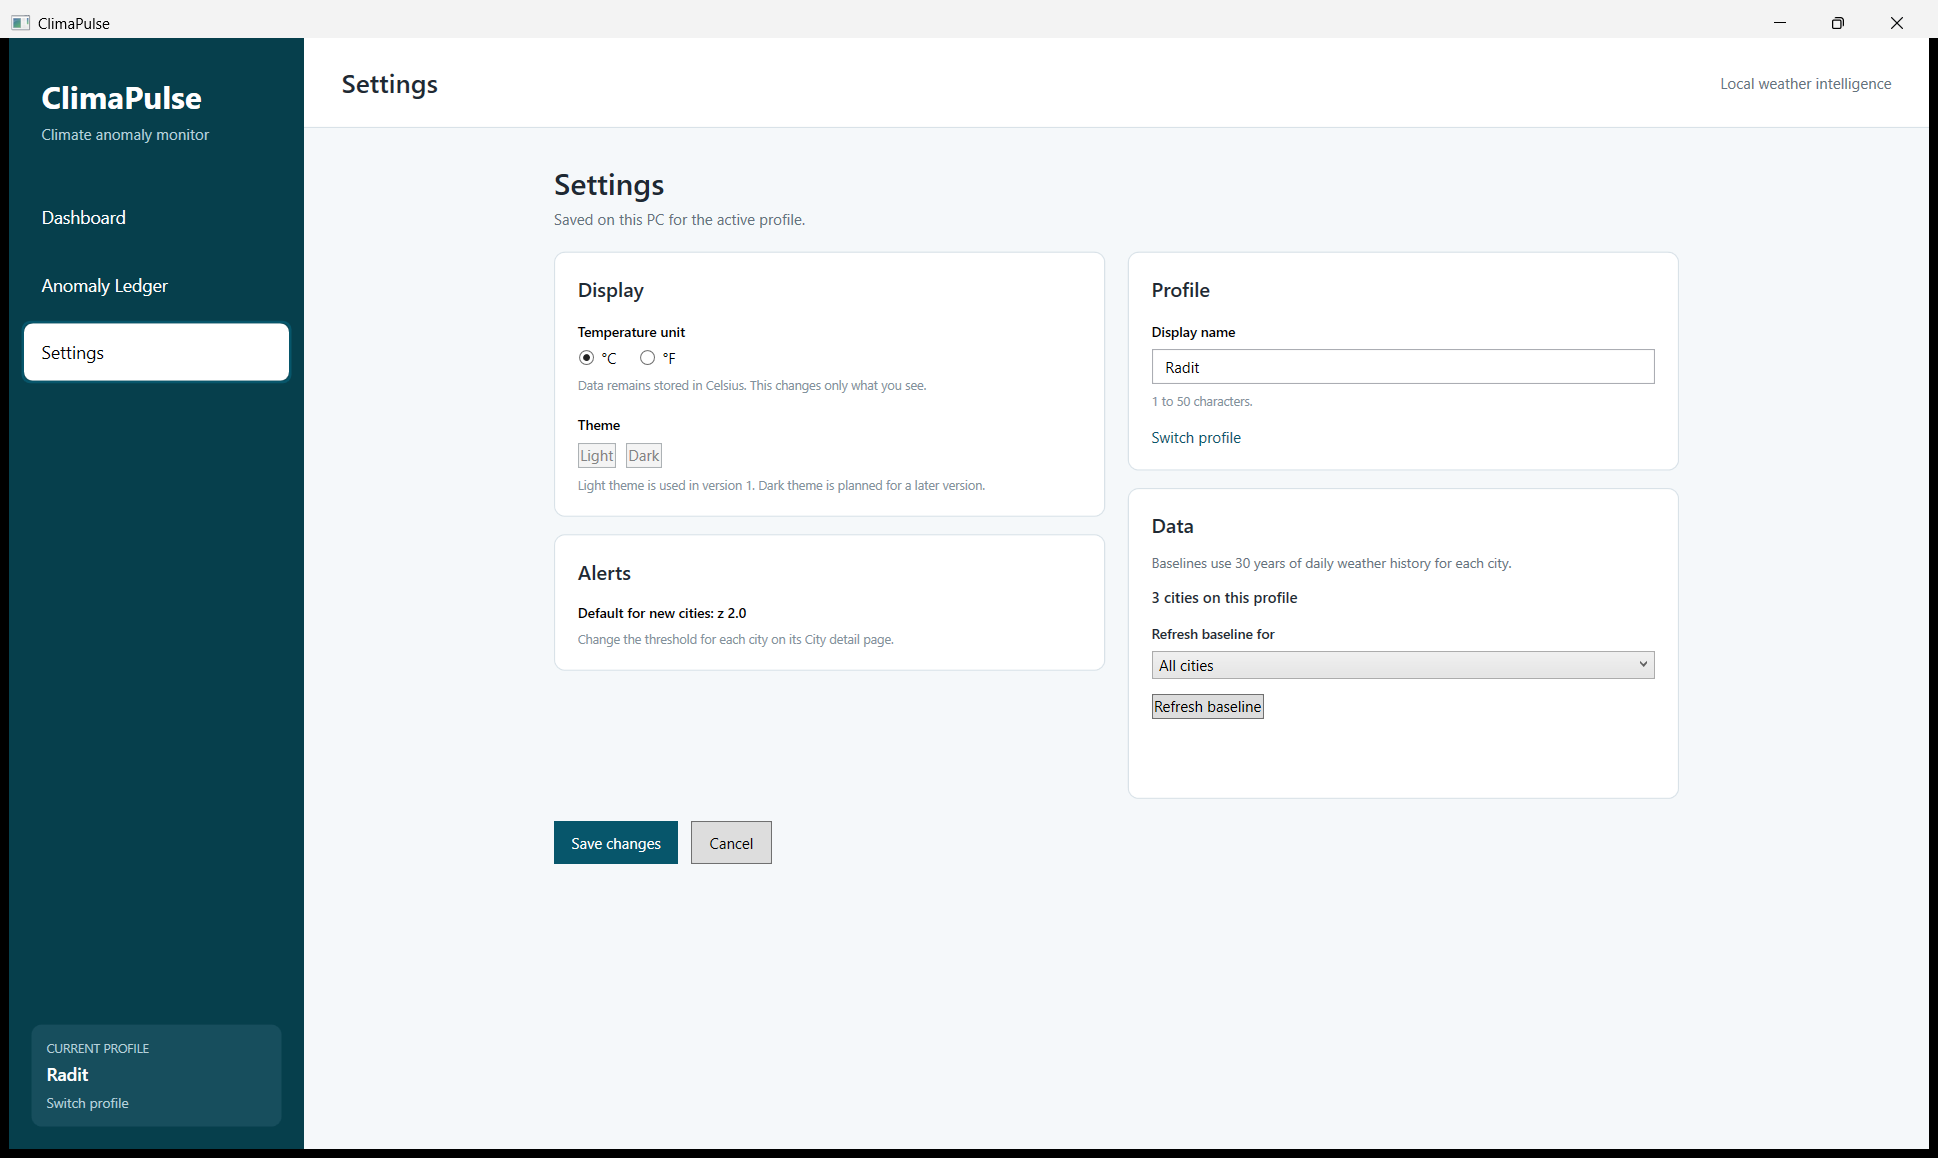 ClimaPulse
ClimaPulse
Climate anomaly monitor
Dashboard
Anomaly Ledger
Settings
CURRENT PROFILE
Radit
Switch profile
Settings
Local weather intelligence
Settings
Saved on this PC for the active profile.
Display
Temperature unit
°C °F
Data remains stored in Celsius. This changes only what you see.
Theme
Light Dark
Light theme is used in version 1. Dark theme is planned for a later version.
Alerts
Default for new cities: z 2.0
Change the threshold for each city on its City detail page.
Profile
Display name
Radit
1 to 50 characters.
Switch profile
Data
Baselines use 30 years of daily weather history for each city.
3 cities on this profile
Refresh baseline for
All cities
Refresh baseline
Save changes Cancel